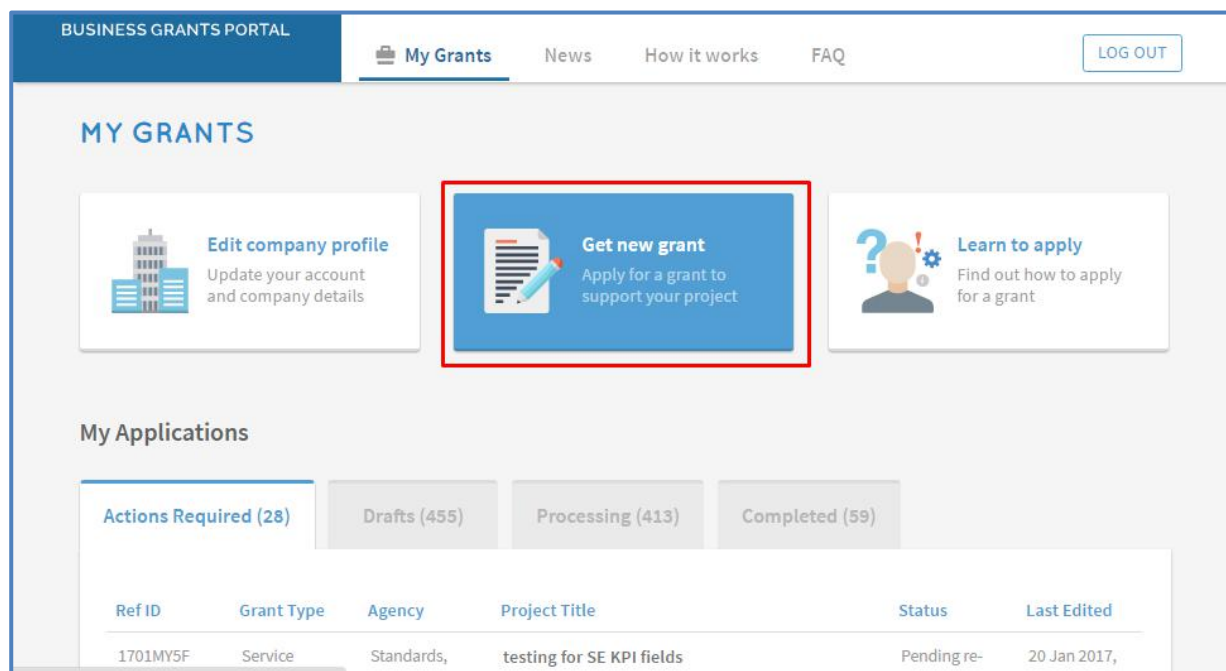 BUSINESS GRANTS PORTAL
My Grants News How it works FAQ LOG OUT
MY GRANTS
Edit company profile
Update your account
and company details
Get new grant
Apply for a grant to
support your project
Learn to apply
Find out how to apply
for a grant
My Applications
Actions Required (28) Drafts (455) Processing (413) Completed (59)
Ref ID Grant Type Agency Project Title Status Last Edited
1701MY5F Service Standards, testing for SE KPI fields Pending re- 20 Jan 2017,